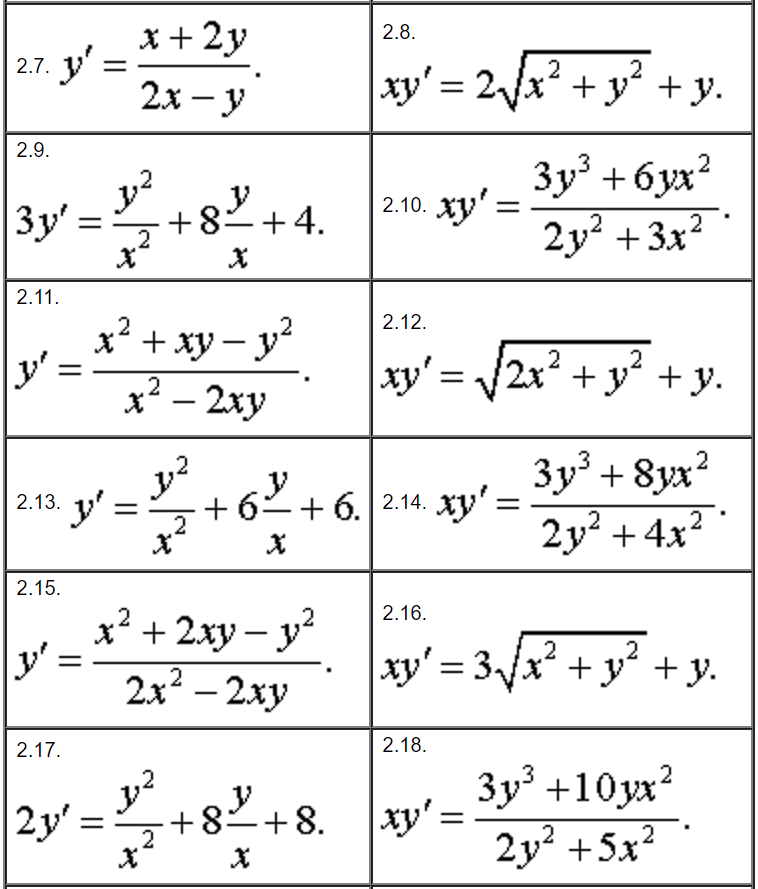 2.7. y′ = (x + 2y)/(2x − y).
2.8.
xy′ = 2√(x² + y²) + y.
2.9.
3y′ = y²/x² + 8 y/x + 4.
2.10. xy′ = (3y³ + 6yx²)/(2y² + 3x²).
2.11.
y′ = (x² + xy − y²)/(x² − 2xy).
2.12.
xy′ = √(2x² + y²) + y.
2.13. y′ = y²/x² + 6 y/x + 6.
2.14. xy′ = (3y³ + 8yx²)/(2y² + 4x²).
2.15.
y′ = (x² + 2xy − y²)/(2x² − 2xy).
2.16.
xy′ = 3√(x² + y²) + y.
2.17.
2y′ = y²/x² + 8 y/x + 8.
2.18.
xy′ = (3y³ + 10yx²)/(2y² + 5x²).